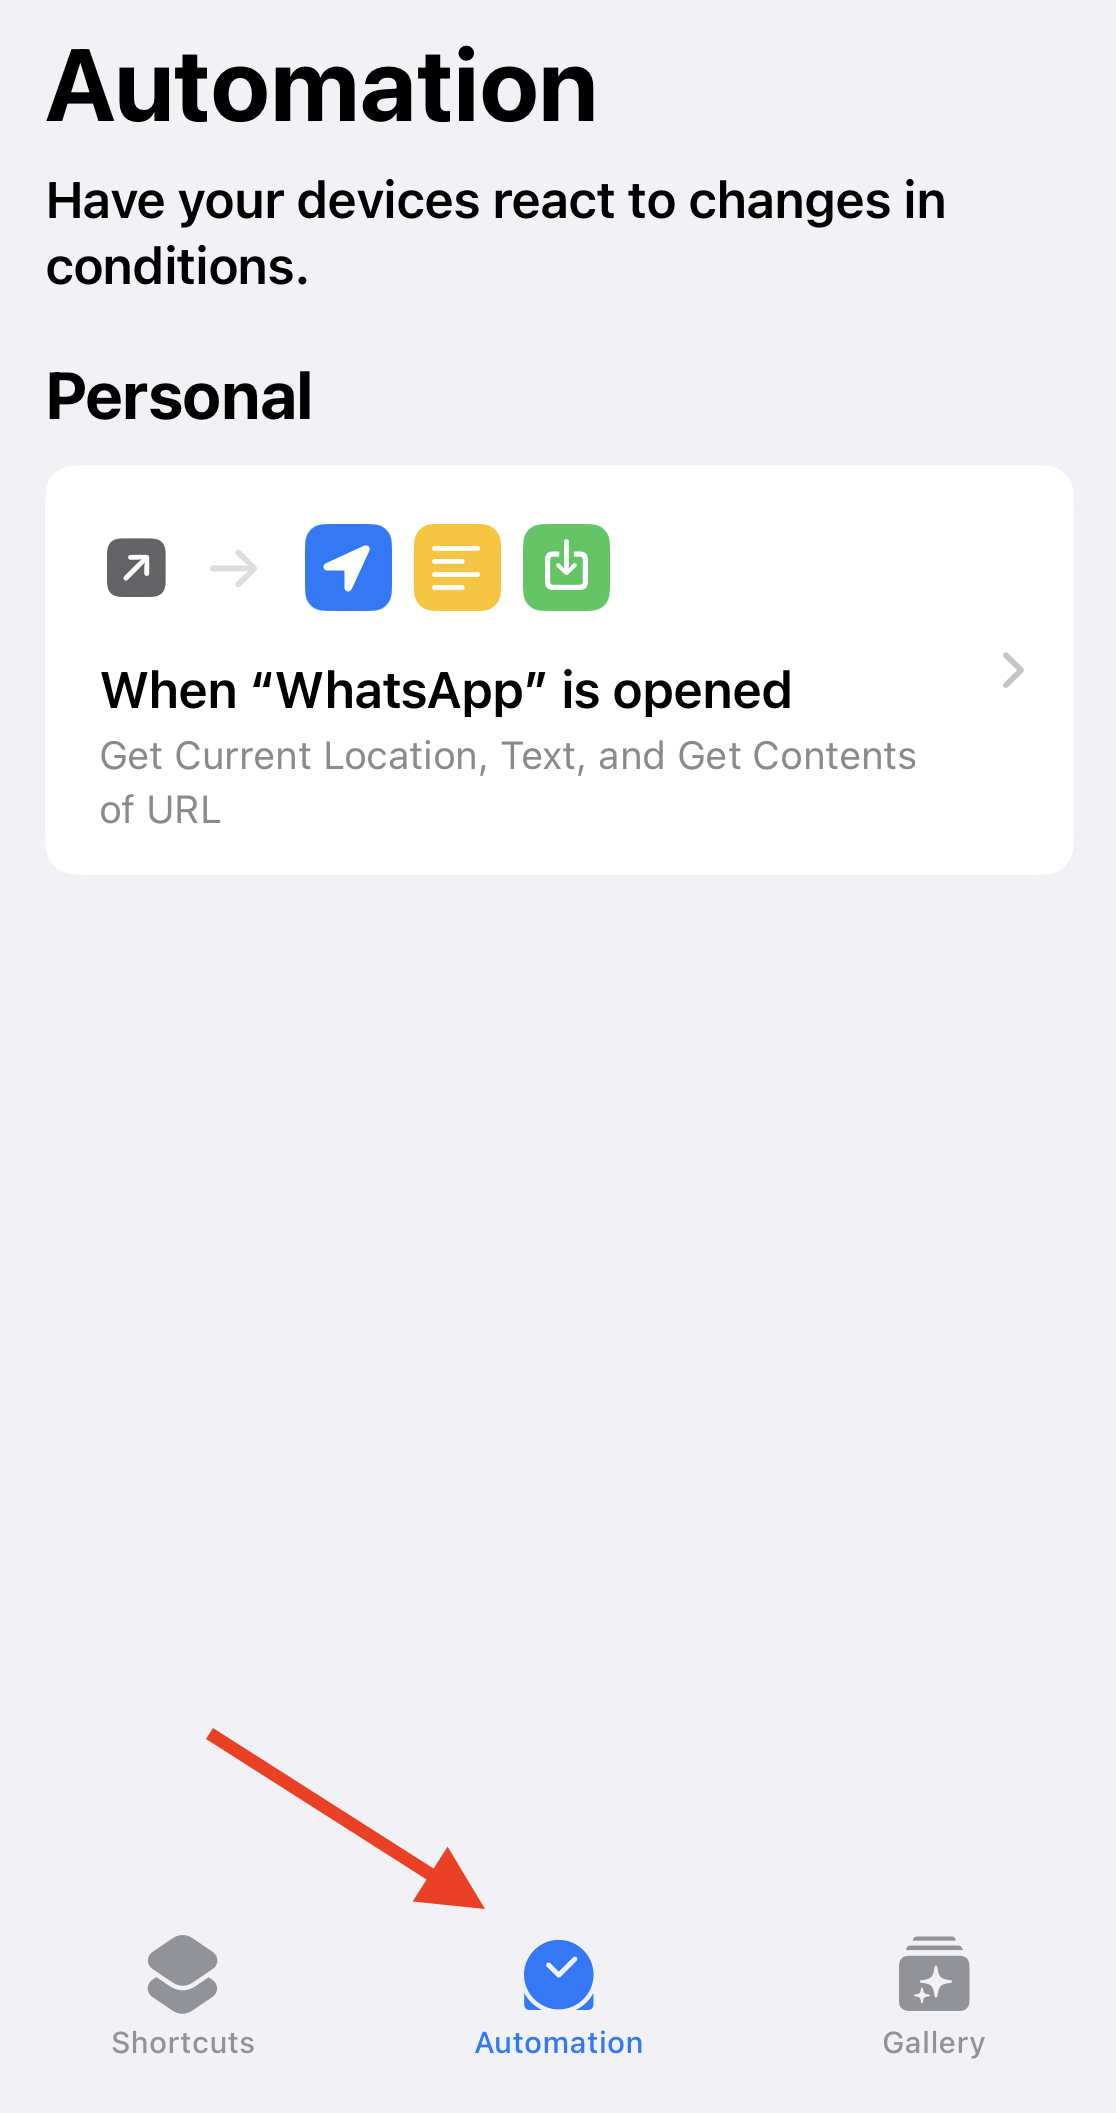 Automation
Have your devices react to changes in
conditions.
Personal
When “WhatsApp” is opened
Get Current Location, Text, and Get Contents
of URL
Shortcuts
Automation
Gallery